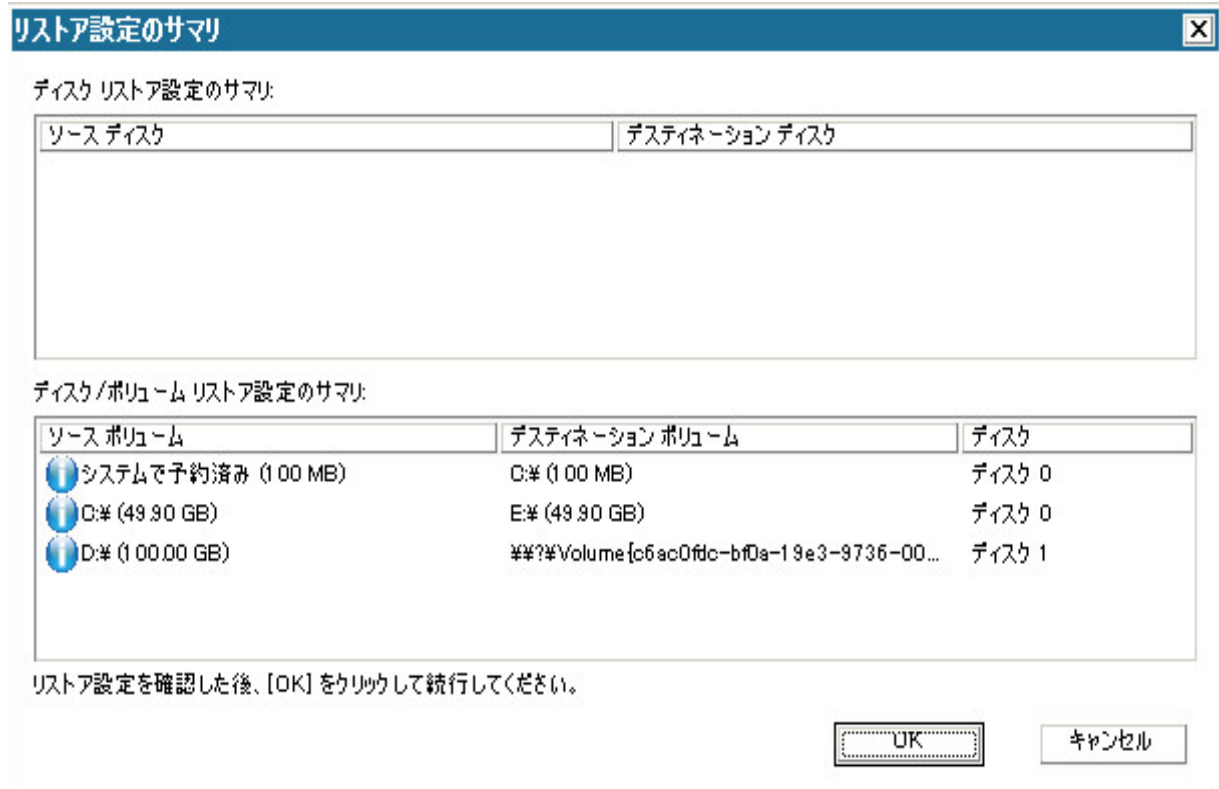 リストア設定のサマリ
ディスク リストア設定のサマリ:
ソース ディスク デスティネーション ディスク
ディスク/ボリューム リストア設定のサマリ:
ソース ボリューム デスティネーション ボリューム ディスク
システムで予約済み (100 MB) C:¥ (100 MB) ディスク 0
C:¥ (49.90 GB) E:¥ (49.90 GB) ディスク 0
D:¥ (100.00 GB) ¥¥?¥Volume{c6ac0fdc-bf0a-19e3-9736-00... ディスク 1
リストア設定を確認した後、[OK] をクリックして続行してください。
OK キャンセル